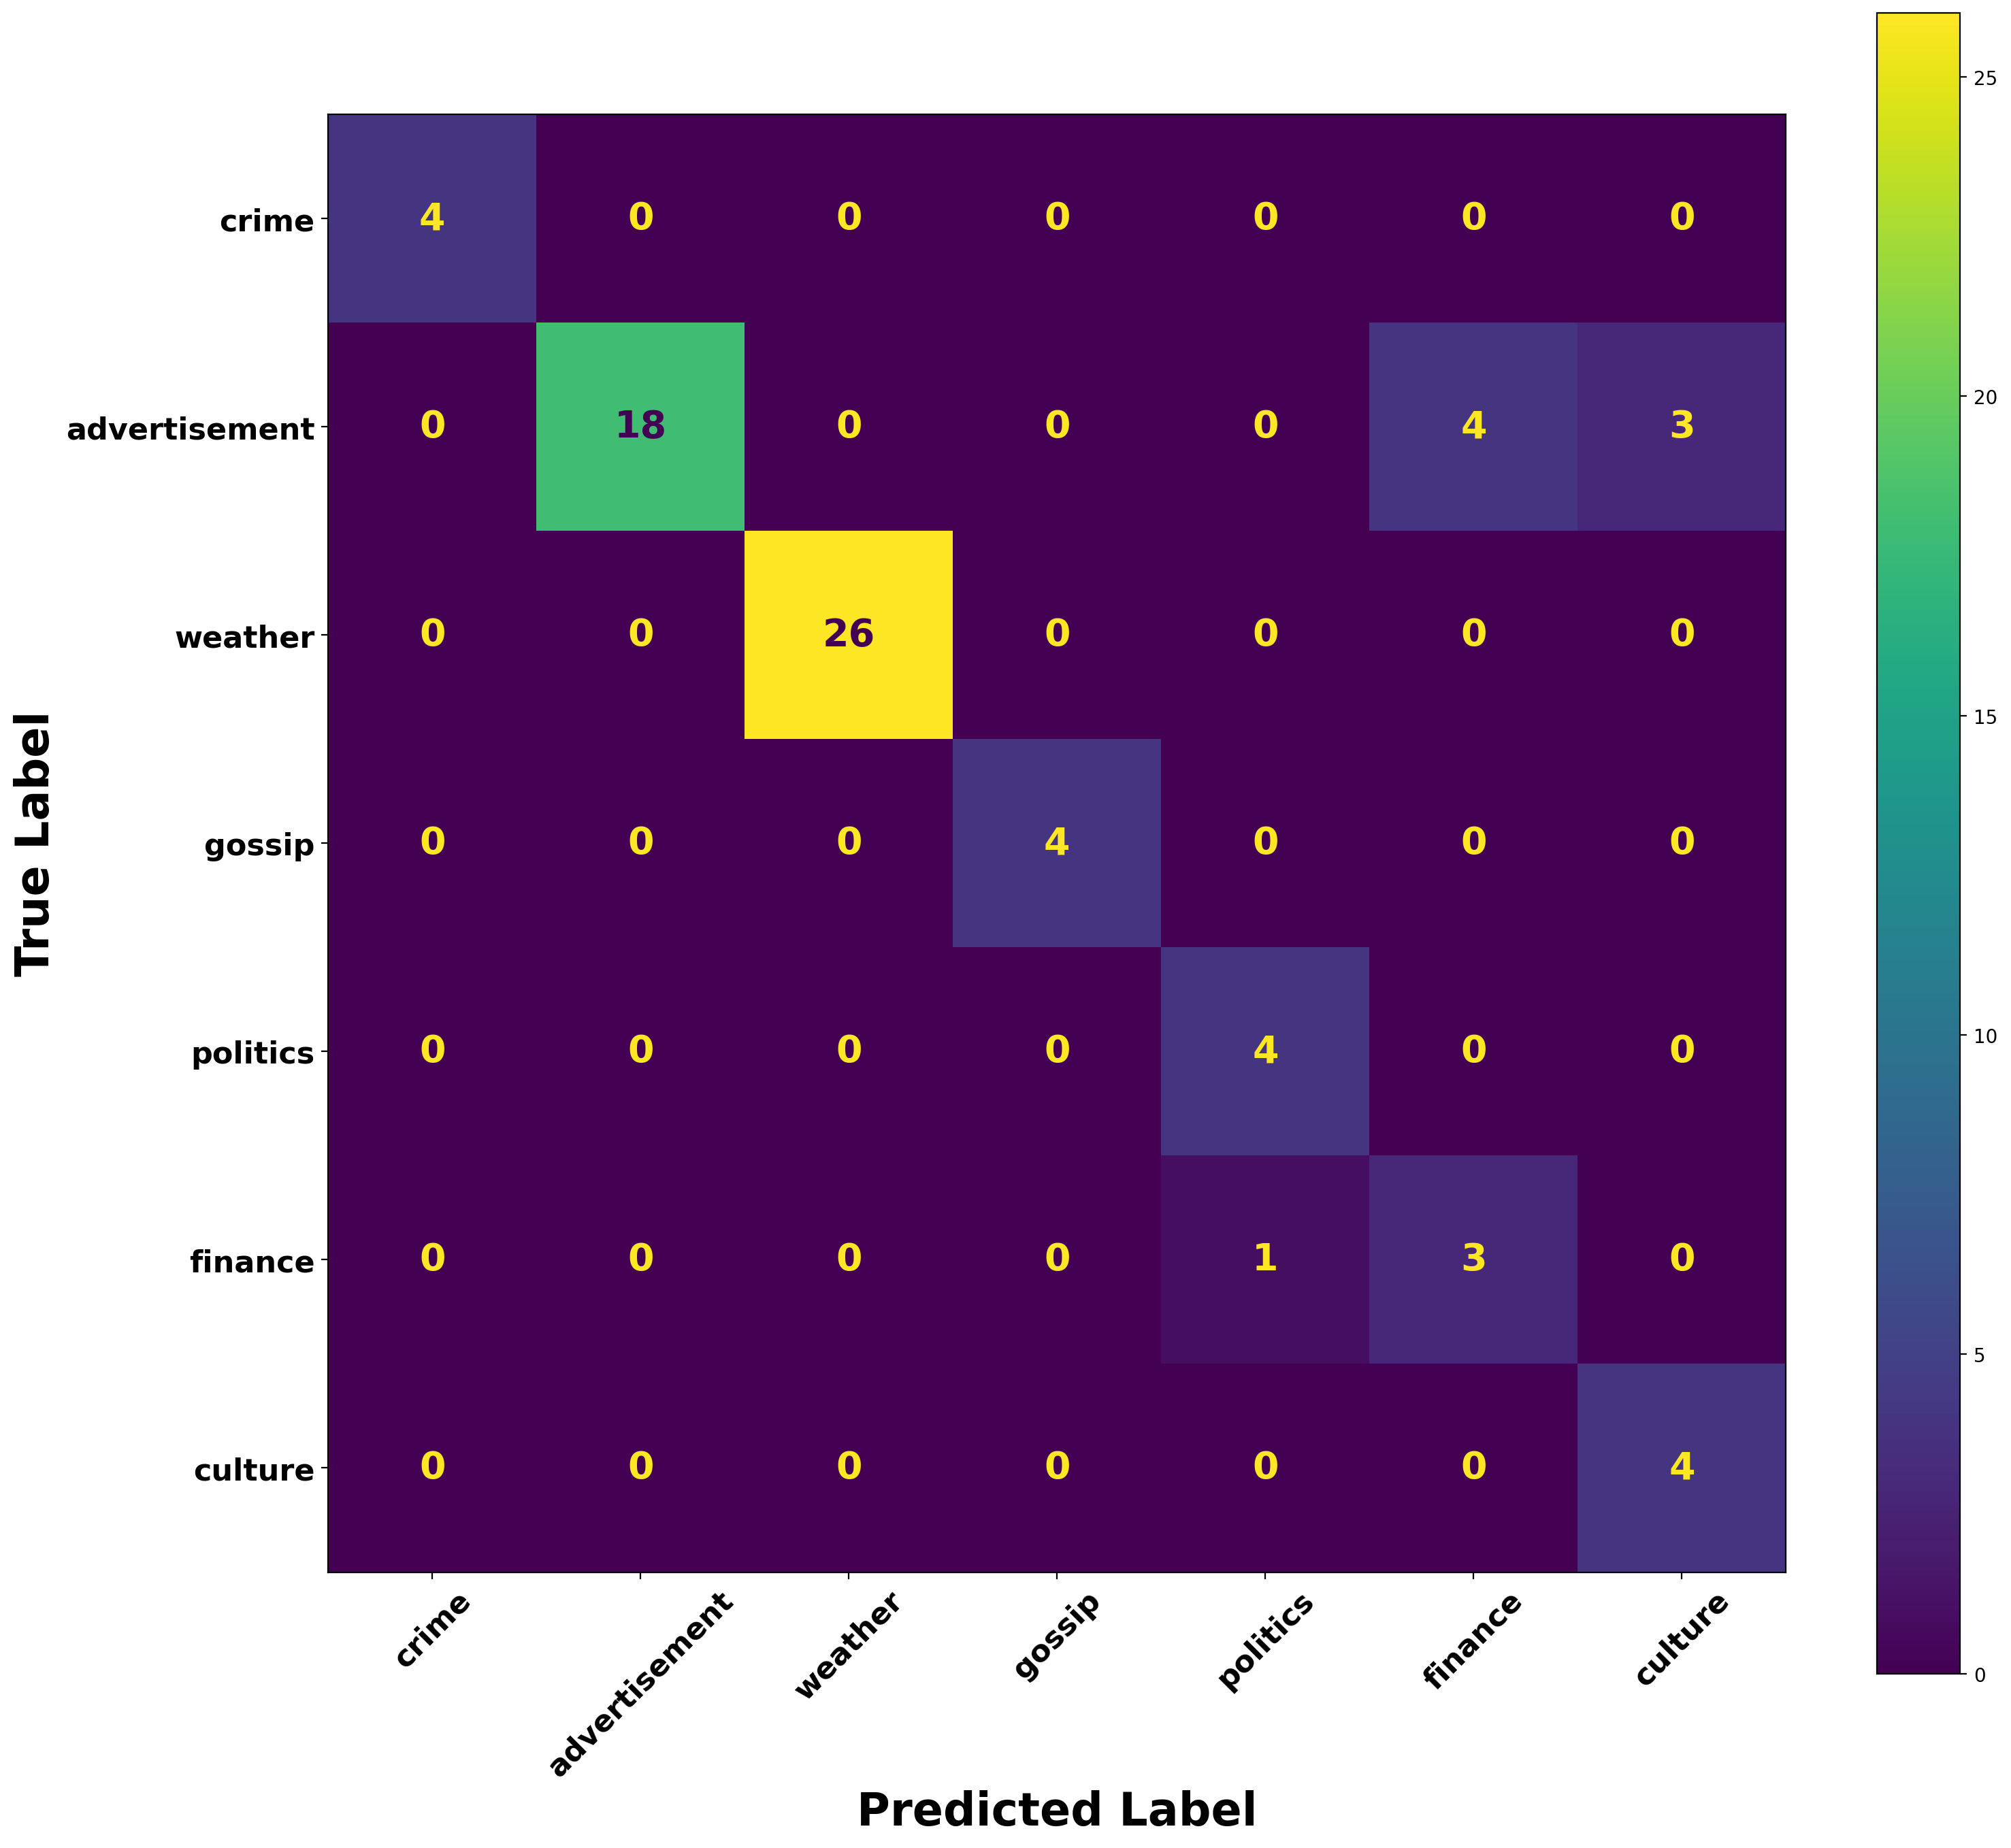 25
crime 4 0 0 0 0 0 0
20
advertisement 0 18 0 0 0 4 3
weather 0 0 26 0 0 0 0
15
True Label
gossip 0 0 0 4 0 0 0
10
politics 0 0 0 0 4 0 0
finance 0 0 0 0 1 3 0
5
culture 0 0 0 0 0 0 4
0
crime advertisement weather gossip politics finance culture
Predicted Label